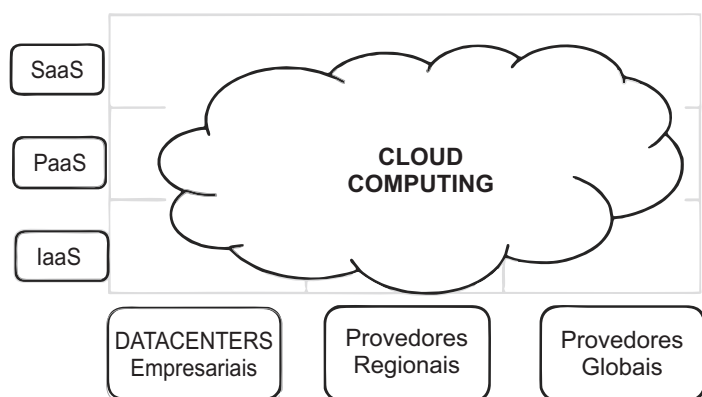 SaaS
PaaS
IaaS
CLOUD
COMPUTING
DATACENTERS
Empresariais
Provedores
Regionais
Provedores
Globais